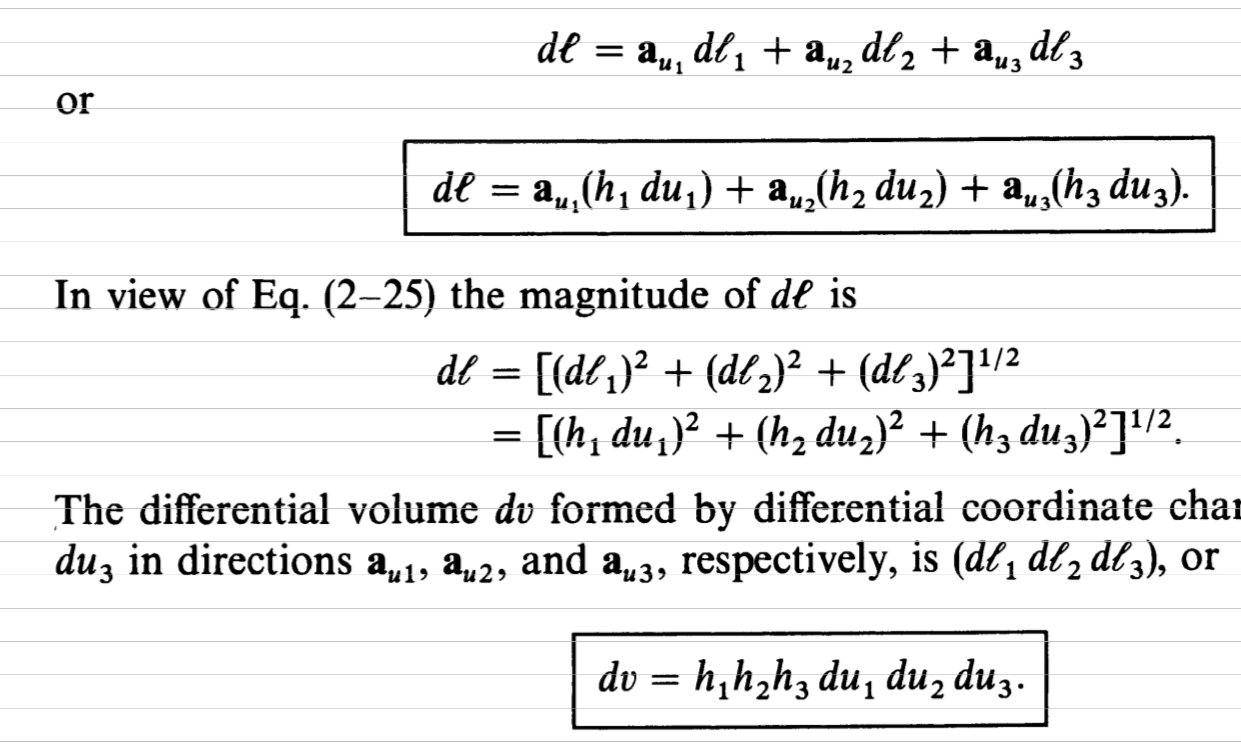 dℓ = a_{u_1} dℓ_1 + a_{u_2} dℓ_2 + a_{u_3} dℓ_3
or
dℓ = a_{u_1}(h_1 du_1) + a_{u_2}(h_2 du_2) + a_{u_3}(h_3 du_3).
In view of Eq. (2–25) the magnitude of dℓ is
dℓ = [(dℓ_1)^2 + (dℓ_2)^2 + (dℓ_3)^2]^{1/2}
= [(h_1 du_1)^2 + (h_2 du_2)^2 + (h_3 du_3)^2]^{1/2}.
The differential volume dv formed by differential coordinate
du_3 in directions a_{u1}, a_{u2}, and a_{u3}, respectively, is (dℓ_1 dℓ_2 dℓ_3), or
dv = h_1h_2h_3 du_1 du_2 du_3.